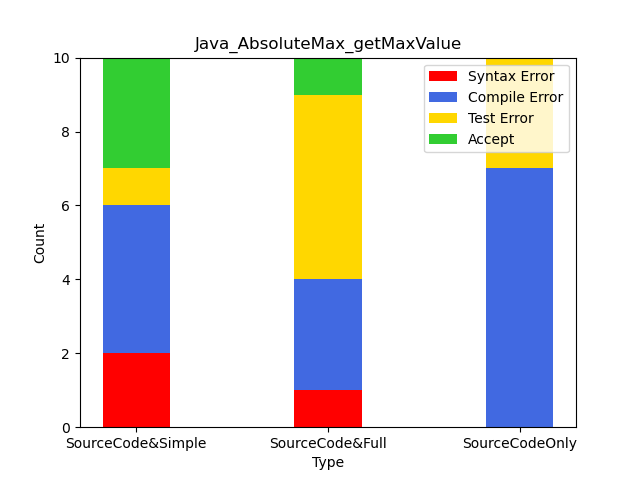 Java_AbsoluteMax_getMaxValue
10
8
6
4
2
0
Count
Syntax Error
Compile Error
Test Error
Accept
SourceCode&Simple
SourceCode&Full
SourceCodeOnly
Type